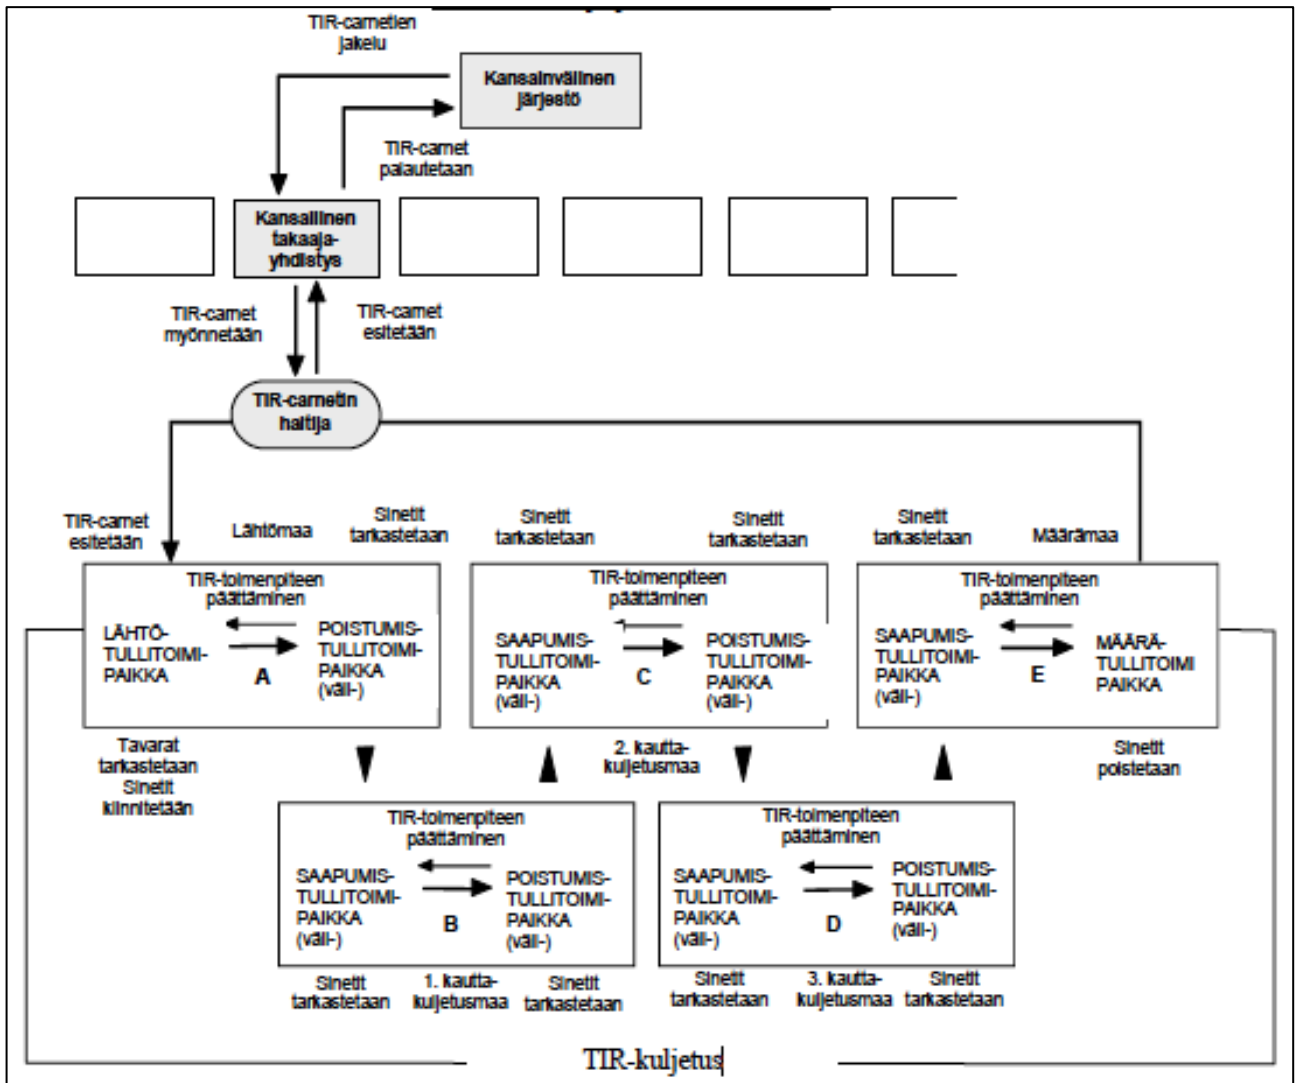 TIR-carnetien
jakelu
Kansainvälinen
järjestö
TIR-carnet
palautetaan
Kansallinen
takaaja-
yhdistys
TIR-carnet
myönnetään
TIR-carnet
esitetään
TIR-carnetin
haltija
TIR-carnet
esitetään
Lähtömaa
Sinetit
tarkastetaan
Sinetit
tarkastetaan
Sinetit
tarkastetaan
Sinetit
tarkastetaan
Määrämaa
TIR-toimenpiteen
päättäminen
LÄHTÖ-
TULLITOIMI-
PAIKKA
A
POISTUMIS-
TULLITOIMI-
PAIKKA
(väli-)
TIR-toimenpiteen
päättäminen
SAAPUMIS-
TULLITOIMI-
PAIKKA
(väli-)
C
POISTUMIS-
TULLITOIMI-
PAIKKA
(väli-)
TIR-toimenpiteen
päättäminen
SAAPUMIS-
TULLITOIMI-
PAIKKA
(väli-)
E
MÄÄRÄ-
TULLITOIMI
PAIKKA
Tavarat
tarkastetaan
Sinetit
kiinnitetään
2. kautta-
kuljetusmaa
Sinetit
poistetaan
TIR-toimenpiteen
päättäminen
SAAPUMIS-
TULLITOIMI-
PAIKKA
(väli-)
B
POISTUMIS-
TULLITOIMI-
PAIKKA
(väli-)
TIR-toimenpiteen
päättäminen
SAAPUMIS-
TULLITOIMI-
PAIKKA
(väli-)
D
POISTUMIS-
TULLITOIMI-
PAIKKA
(väli-)
Sinetit
tarkastetaan
1. kautta-
kuljetusmaa
Sinetit
tarkastetaan
Sinetit
tarkastetaan
3. kautta-
kuljetusmaa
Sinetit
tarkastetaan
TIR-kuljetus